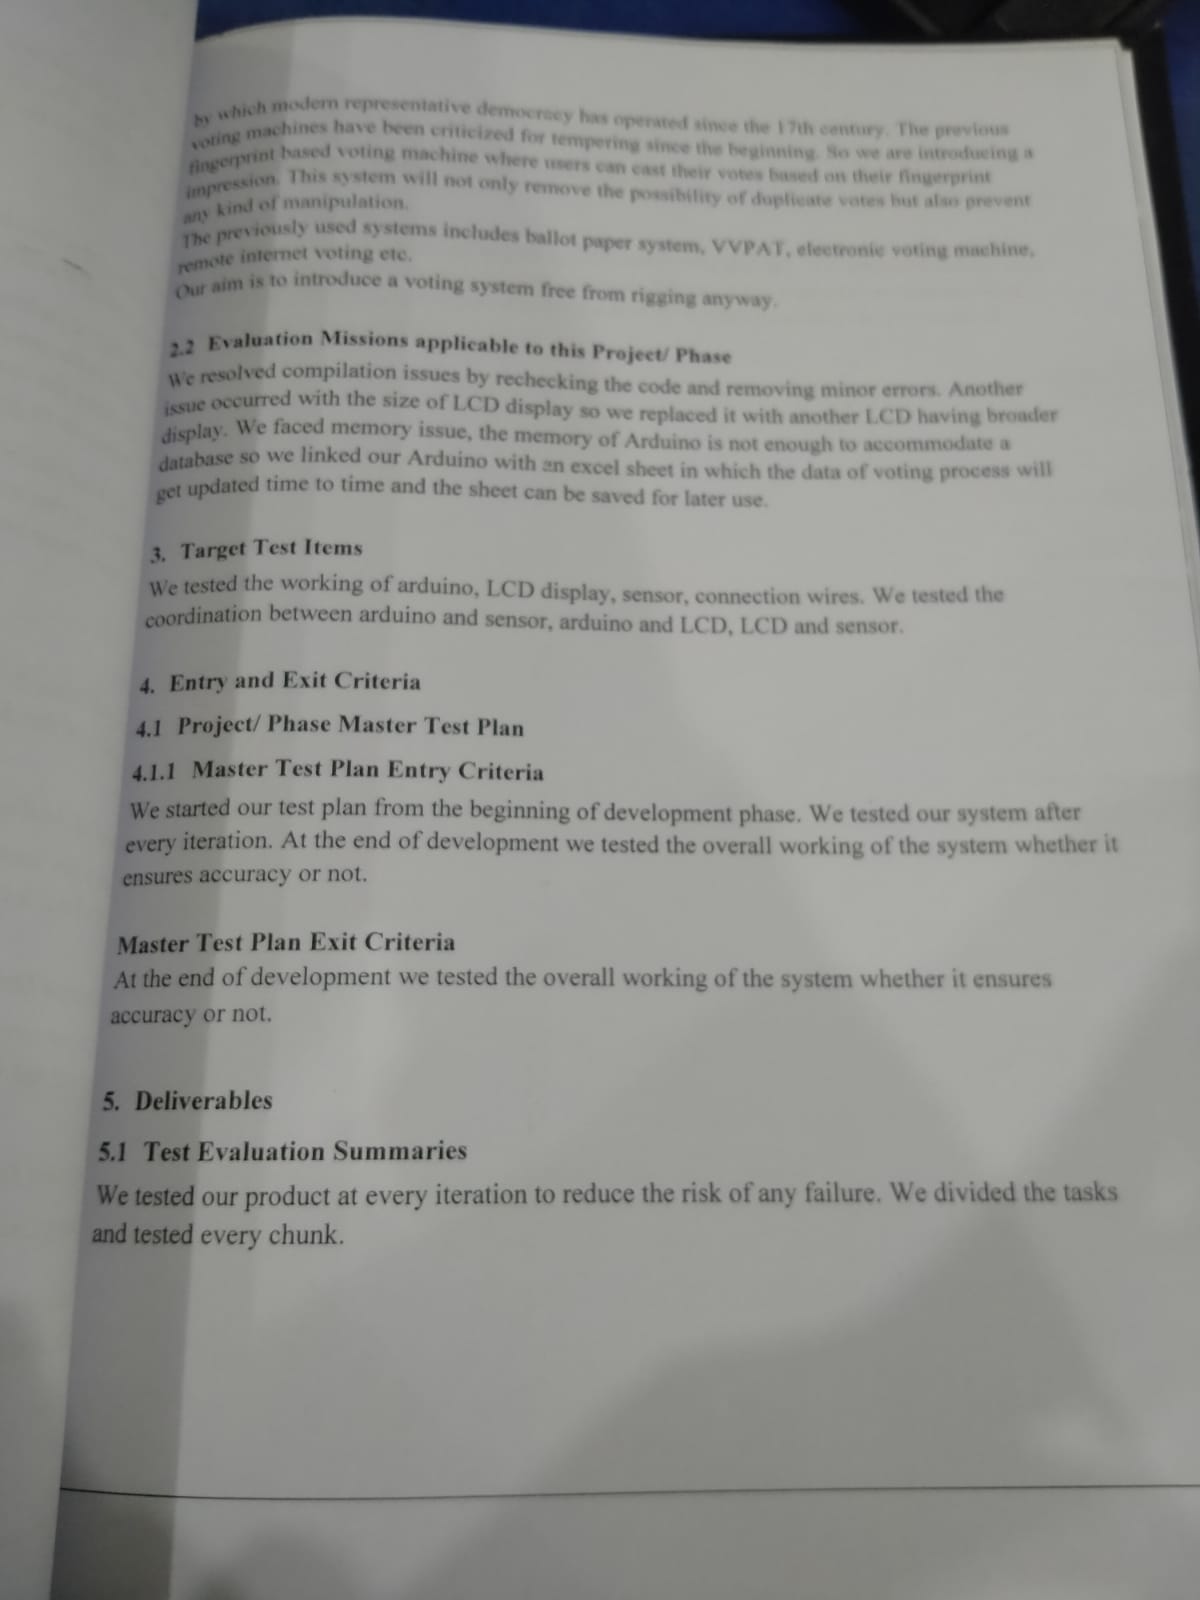 by which modern representative democracy has operated since the 17th century. The previous
voting machines have been criticized for tempering since the beginning. So we are introducing a
fingerprint based voting machine where users can cast their votes based on their fingerprint
impression. This system will not only remove the possibility of duplicate votes but also prevent
any kind of manipulation.
The previously used systems includes ballot paper system, VVPAT, electronic voting machine,
remote internet voting etc.
Our aim is to introduce a voting system free from rigging anyway.
2.2 Evaluation Missions applicable to this Project/ Phase
We resolved compilation issues by rechecking the code and removing minor errors. Another
issue occurred with the size of LCD display so we replaced it with another LCD having broader
display. We faced memory issue, the memory of Arduino is not enough to accommodate a
database so we linked our Arduino with an excel sheet in which the data of voting process will
get updated time to time and the sheet can be saved for later use.
3. Target Test Items
We tested the working of arduino, LCD display, sensor, connection wires. We tested the
coordination between arduino and sensor, arduino and LCD, LCD and sensor.
4. Entry and Exit Criteria
4.1 Project/ Phase Master Test Plan
4.1.1 Master Test Plan Entry Criteria
We started our test plan from the beginning of development phase. We tested our system after
every iteration. At the end of development we tested the overall working of the system whether it
ensures accuracy or not.
Master Test Plan Exit Criteria
At the end of development we tested the overall working of the system whether it ensures
accuracy or not.
5. Deliverables
5.1 Test Evaluation Summaries
We tested our product at every iteration to reduce the risk of any failure. We divided the tasks
and tested every chunk.